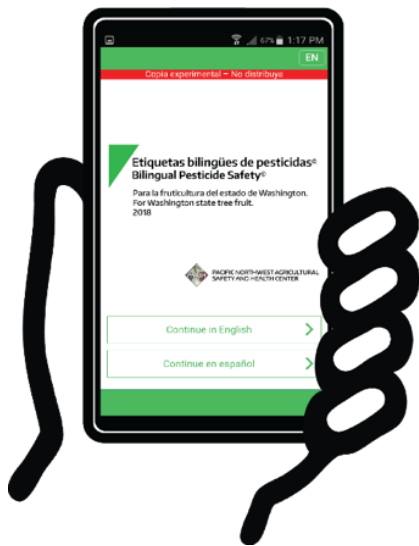 67% 1:17 PM
EN
Copia experimental – No distribuya
Etiquetas bilingües de pesticidas©
Bilingual Pesticide Safety©
Para la fruticultura del estado de Washington.
For Washington state tree fruit.
2018
PACIFIC NORTHWEST AGRICULTURAL
SAFETY AND HEALTH CENTER
Continue in English
Continue en español